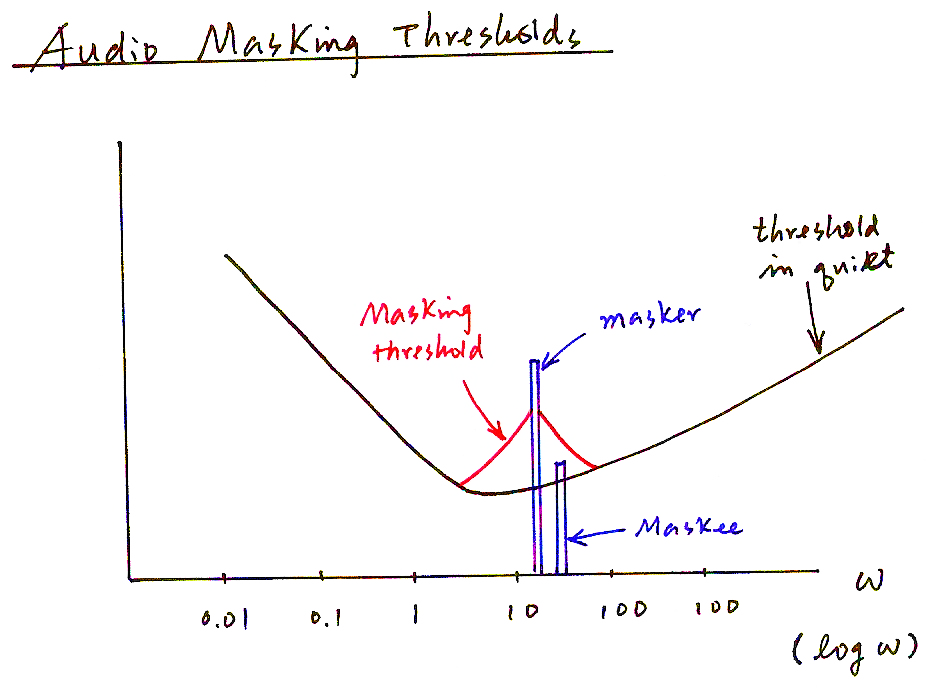 Audio Masking Thresholds
threshold
in quiet
Masking
threshold
masker
Maskee
0.01 0.1 1 10 100 100 ω
(log ω)